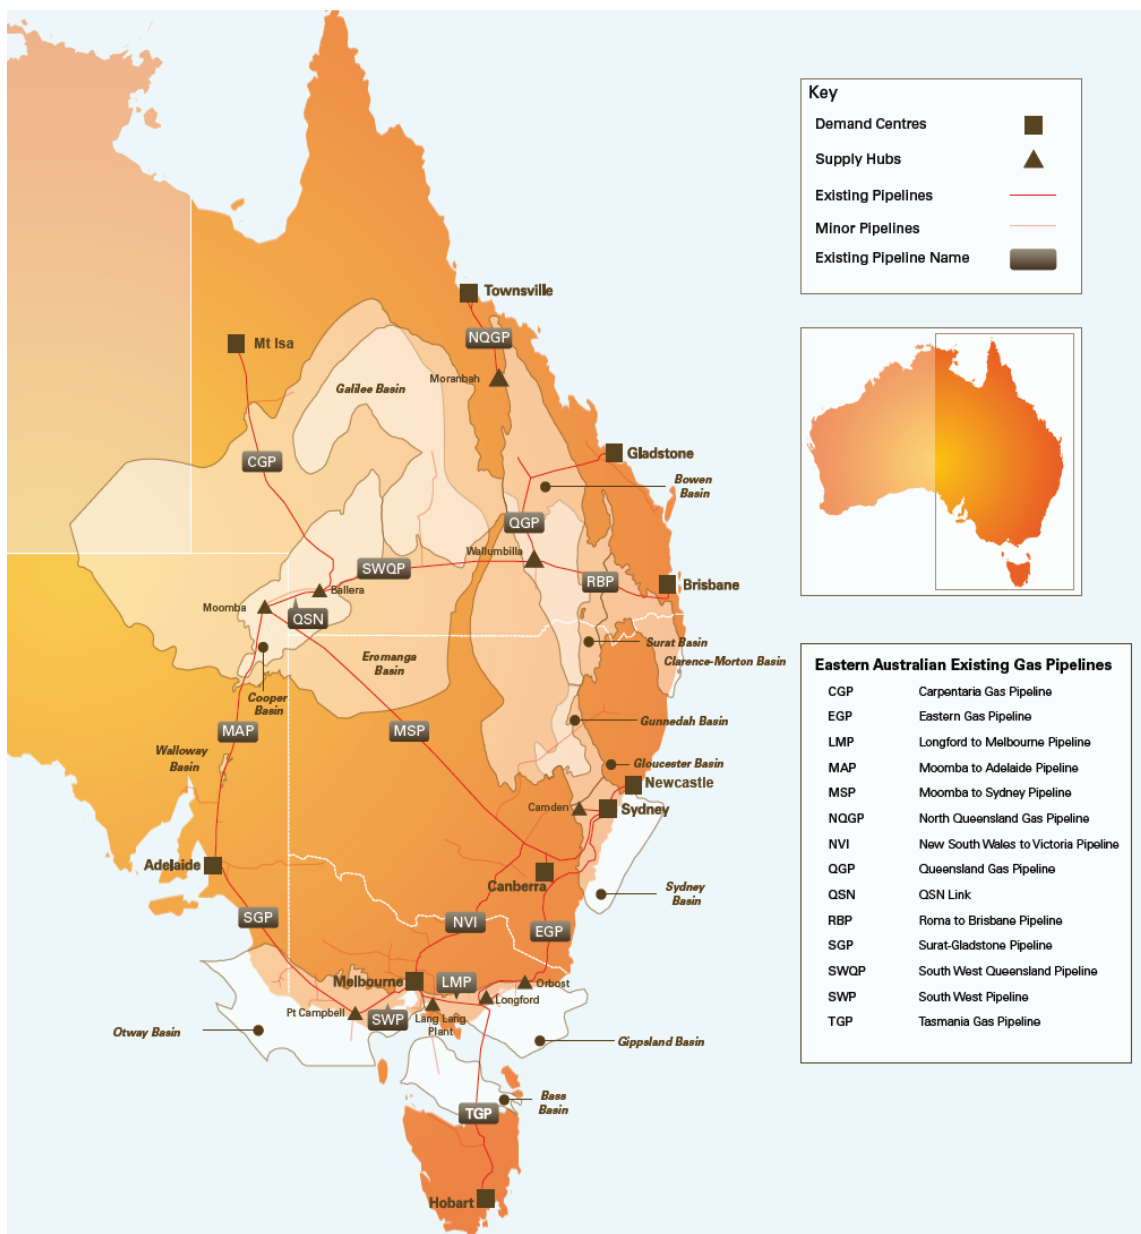 Key
Demand Centres
Supply Hubs
Existing Pipelines
Minor Pipelines
Existing Pipeline Name
Townsville
NQGP
Mt Isa
Moranbah
Galilee Basin
Gladstone
CGP
Bowen
Basin
QGP
Wallumbilla
SWQP
RBP
Brisbane
Ballera
Moomba
QSN
Surat Basin
Eromanga
Basin
Clarence-Morton Basin
Cooper
Basin
Gunnedah Basin
MAP
MSP
Walloway
Basin
Gloucester Basin
Newcastle
Camden
Sydney
Adelaide
Canberra
Sydney
Basin
SGP
NVI
EGP
Melbourne
LMP
Orbost
Longford
Pt Campbell
SWP
Lang Lang
Plant
Otway Basin
Gippsland Basin
Bass
Basin
TGP
Hobart
Eastern Australian Existing Gas Pipelines
CGP Carpentaria Gas Pipeline
EGP Eastern Gas Pipeline
LMP Longford to Melbourne Pipeline
MAP Moomba to Adelaide Pipeline
MSP Moomba to Sydney Pipeline
NQGP North Queensland Gas Pipeline
NVI New South Wales to Victoria Pipeline
QGP Queensland Gas Pipeline
QSN QSN Link
RBP Roma to Brisbane Pipeline
SGP Surat-Gladstone Pipeline
SWQP South West Queensland Pipeline
SWP South West Pipeline
TGP Tasmania Gas Pipeline